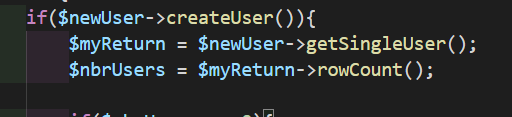 if($newUser->createUser()){
$myReturn = $newUser->getSingleUser();
$nbrUsers = $myReturn->rowCount();